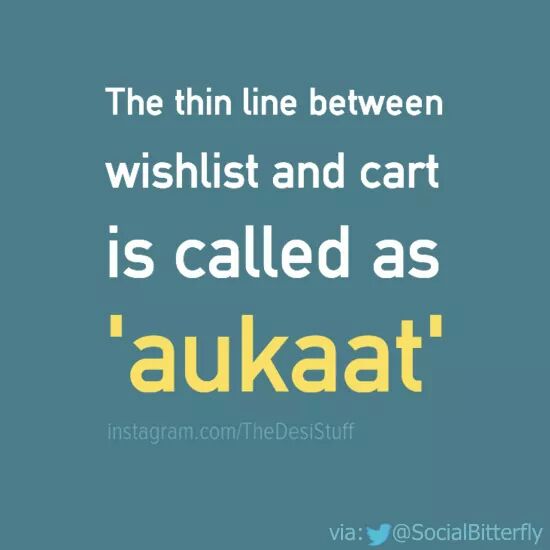 The thin line between
wishlist and cart
is called as
'aukaat'
instagram.com/TheDesiStuff
via: @SocialBitterfly